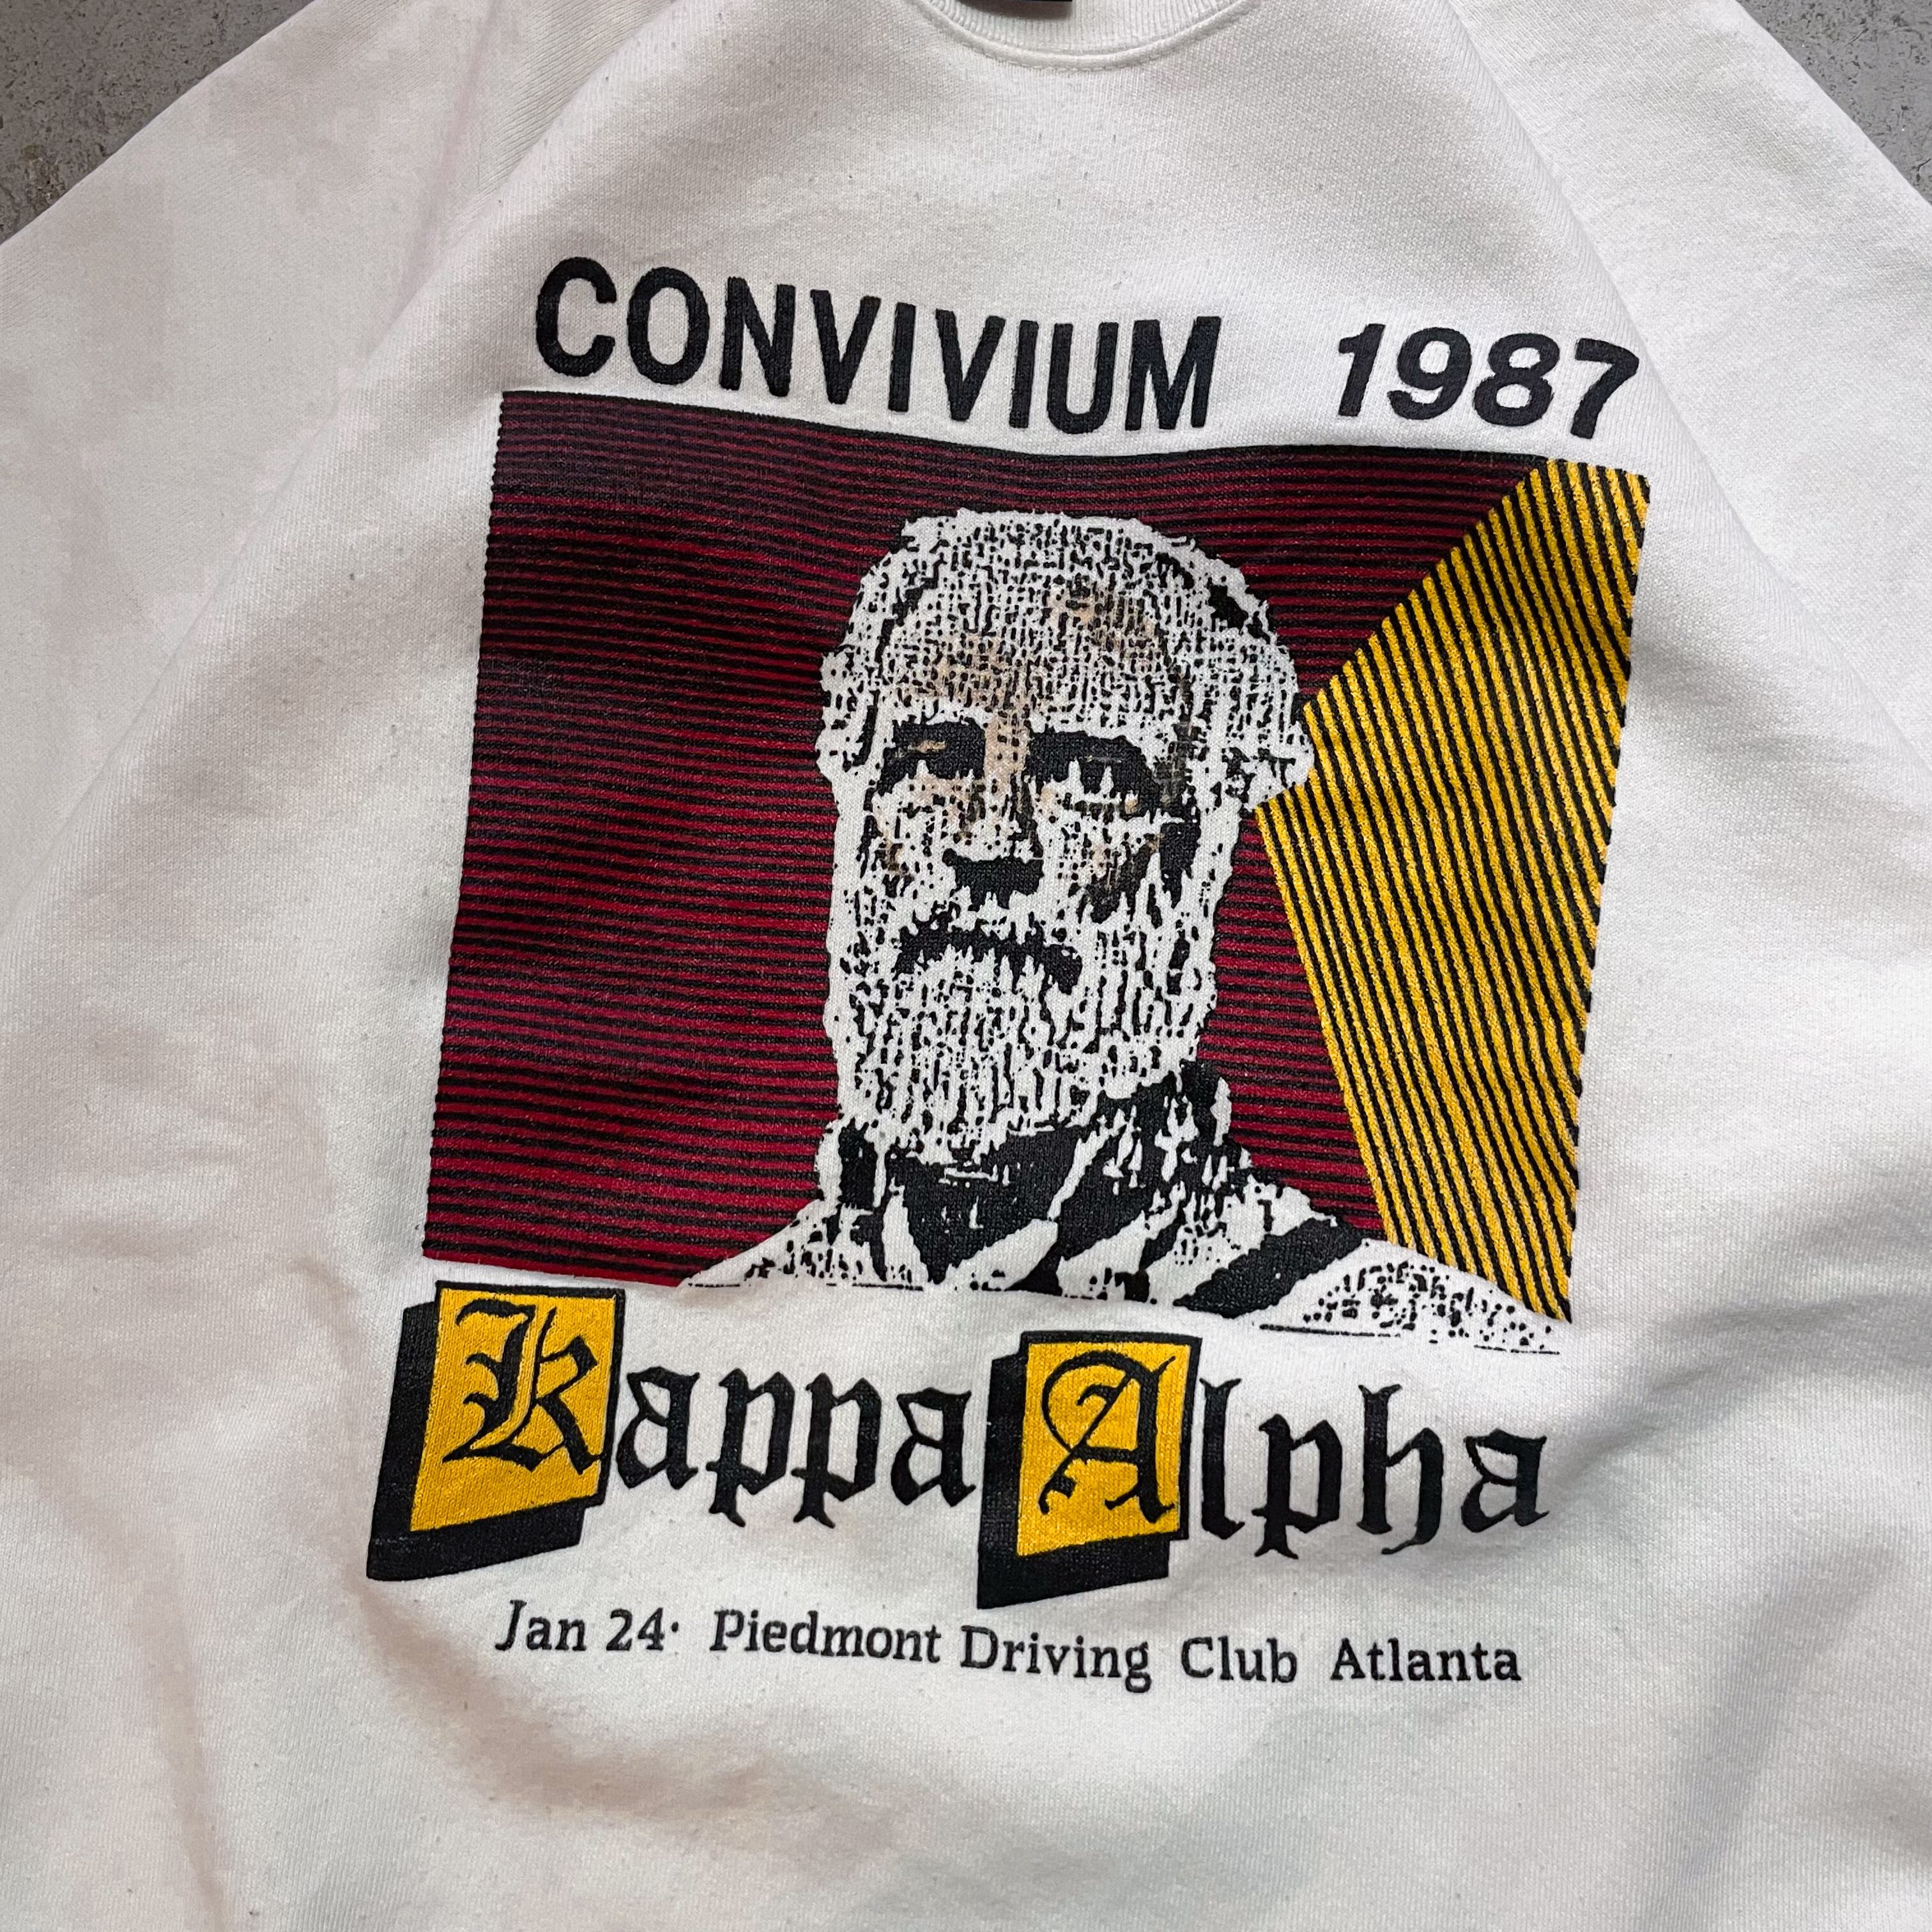 CONVIVIUM 1987
Kappa Alpha
Jan 24· Piedmont Driving Club Atlanta